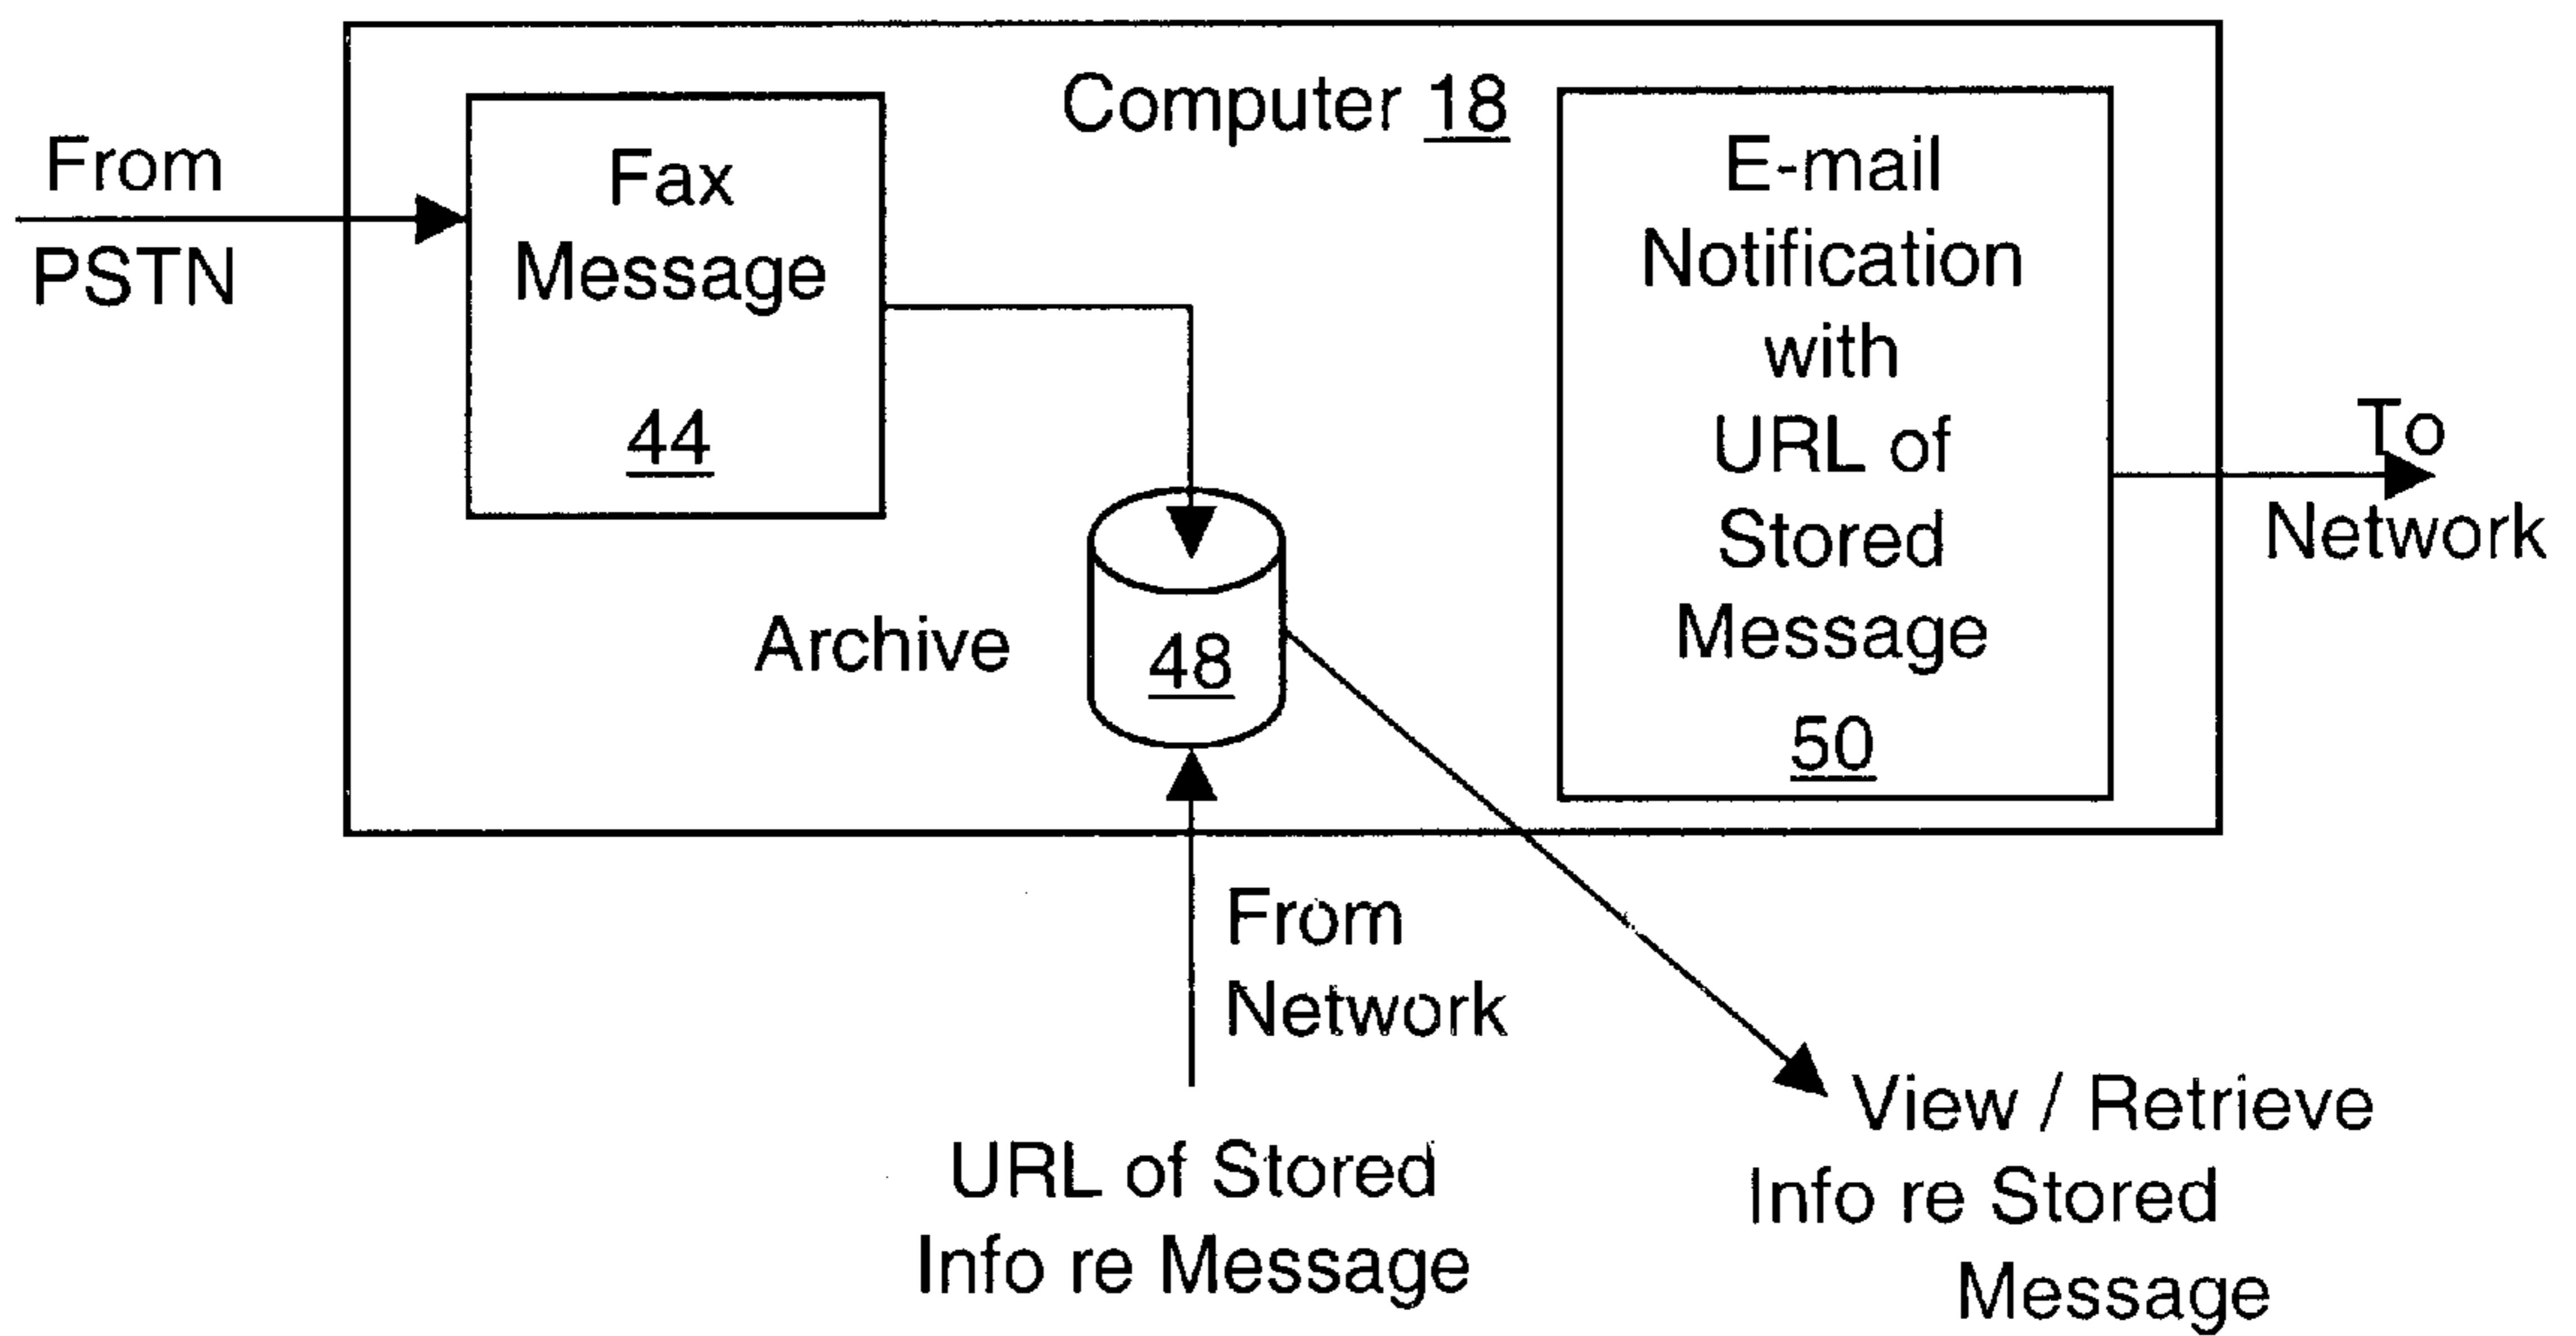 From
PSTN
Fax
Message
44
Computer 18
E-mail
Notification
with
URL of
Stored
Message
50
To
Network
Archive
48
From
Network
URL of Stored
Info re Message
View / Retrieve
Info re Stored
Message